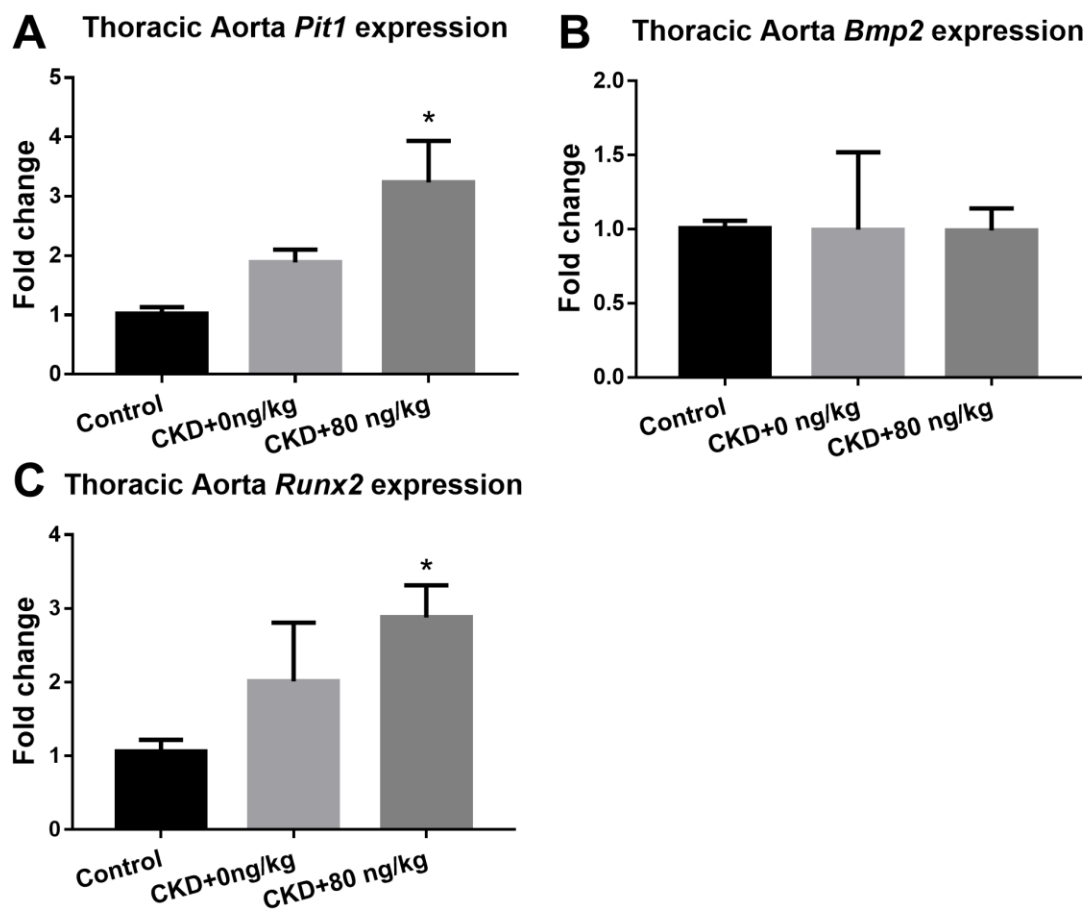 A Thoracic Aorta Pit1 expression
Fold change
5
4
3
2
1
0
*
Control
CKD+0ng/kg
CKD+80 ng/kg
B Thoracic Aorta Bmp2 expression
Fold change
2.0
1.5
1.0
0.5
0.0
Control
CKD+0 ng/kg
CKD+80 ng/kg
C Thoracic Aorta Runx2 expression
Fold change
4
3
2
1
0
*
Control
CKD+0ng/kg
CKD+80 ng/kg